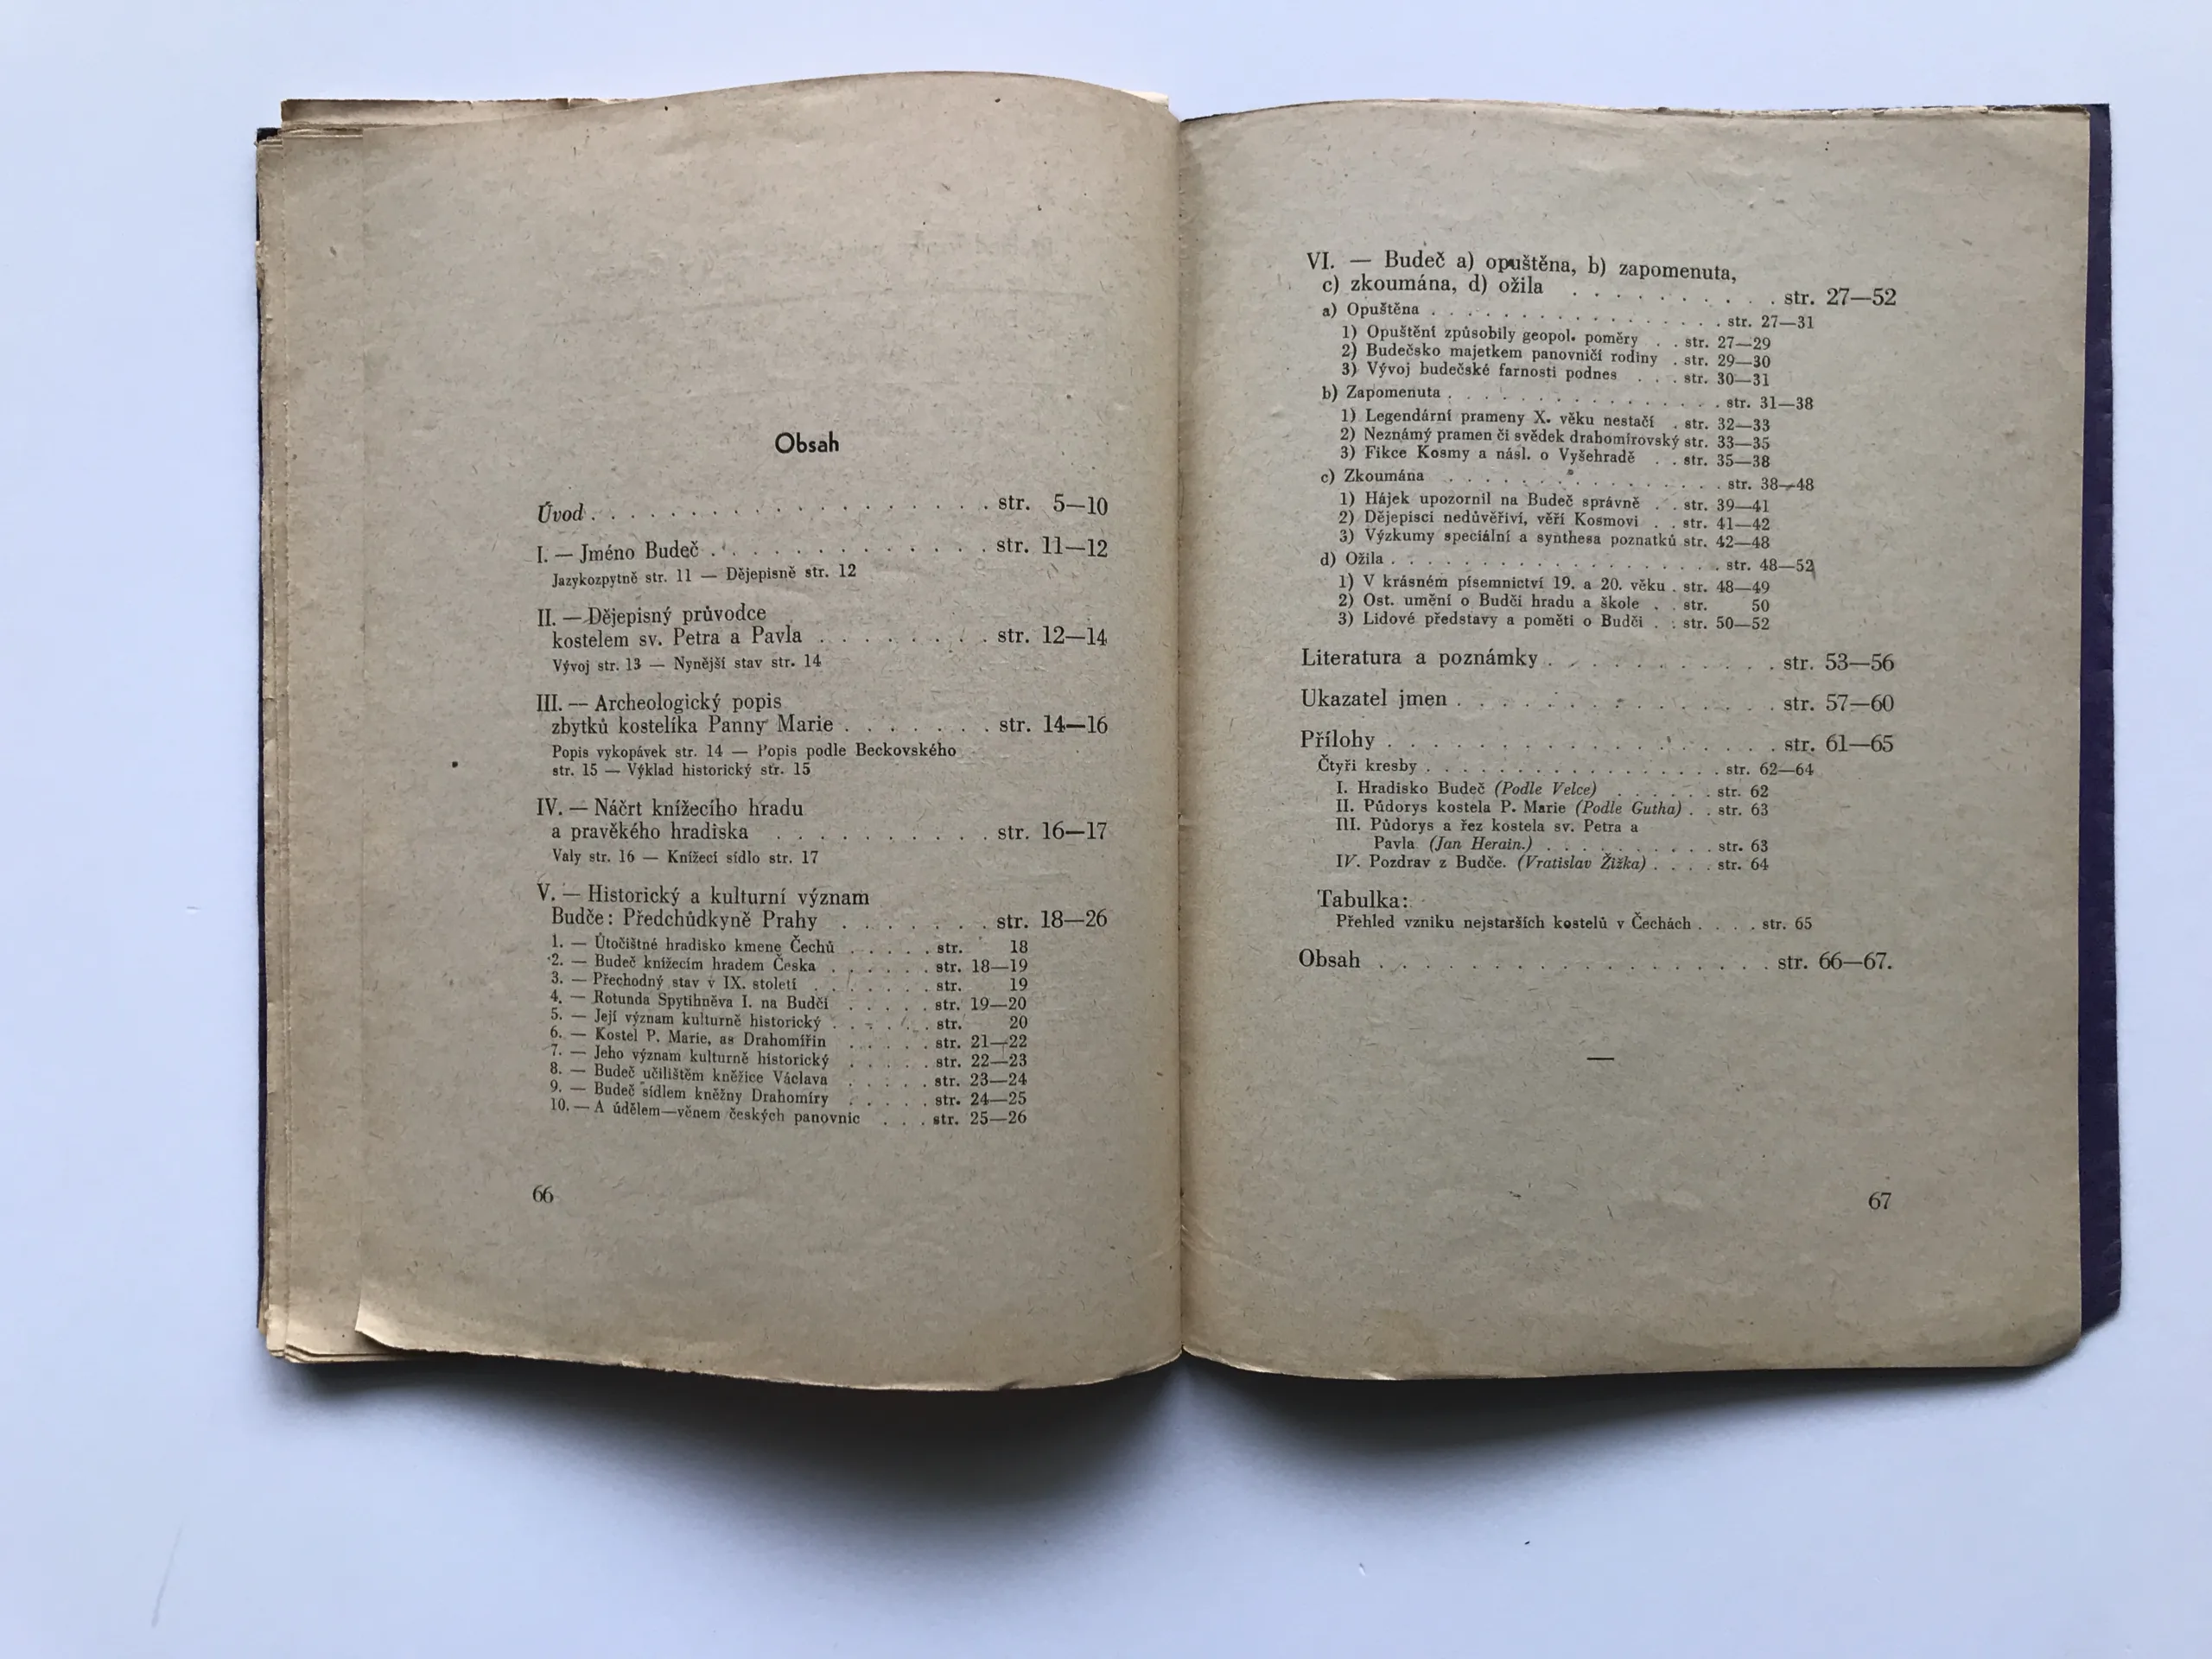 Obsah
Úvod . . . . . . . . . . . . . . . . . . str. 5—10
I. — Jméno Budeč . . . . . . . . . . . . . str. 11—12
Jazykozpytně str. 11 — Dějepisně str. 12
II. — Dějepisný průvodce
kostelem sv. Petra a Pavla . . . . . . . . str. 12—14
Vývoj str. 13 — Nynější stav str. 14
III. — Archeologický popis
zbytků kostelíka Panny Marie . . . . . . . str. 14—16
Popis vykopávek str. 14 — Popis podle Beckovského
str. 15 — Výklad historický str. 15
IV. — Náčrt knížecího hradu
a pravěkého hradiska . . . . . . . . . . str. 16—17
Valy str. 16 — Knížecí sídlo str. 17
V. — Historický a kulturní význam
Budče: Předchůdkyně Prahy . . . . . . . str. 18—26
1. — Útočištné hradisko kmene Čechů . . . . . str. 18
2. — Budeč knížecím hradem Česka . . . . . . str. 18—19
3. — Přechodný stav v IX. století . . . . . . str. 19
4. — Rotunda Spytihněva I. na Budči . . . . . str. 19—20
5. — Její význam kulturně historický . . . . . . str. 20
6. — Kostel P. Marie, as Drahomířin . . . . . str. 21—22
7. — Jeho význam kulturně historický . . . . . str. 22—23
8. — Budeč učilištěm kněžice Václava . . . . . str. 23—24
9. — Budeč sídlem kněžny Drahomíry . . . . . str. 24—25
10. — A údělem—věnem českých panovnic . . . str. 25—26
66
VI. — Budeč a) opuštěna, b) zapomenuta,
c) zkoumána, d) ožila . . . . . . . . . . str. 27—52
a) Opuštěna . . . . . . . . . . . . . . . . . str. 27—31
1) Opuštění způsobily geopol. poměry . . str. 27—29
2) Budečsko majetkem panovničí rodiny . str. 29—30
3) Vývoj budečské farnosti podnes . . . str. 30—31
b) Zapomenuta . . . . . . . . . . . . . . . . str. 31—38
1) Legendární prameny X. věku nestačí . str. 32—33
2) Neznámý pramen či svědek drahomírovský str. 33—35
3) Fikce Kosmy a násl. o Vyšehradě . . str. 35—38
c) Zkoumána . . . . . . . . . . . . . . . . str. 38—48
1) Hájek upozornil na Budeč správně . . str. 39—41
2) Dějepisci nedůvěřiví, věří Kosmovi . . str. 41—42
3) Výzkumy speciální a synthesa poznatků str. 42—48
d) Ožila . . . . . . . . . . . . . . . . . . . str. 48—52
1) V krásném písemnictví 19. a 20. věku . str. 48—49
2) Ost. umění o Budči hradu a škole . . str. 50
3) Lidové představy a poměti o Budči . . str. 50—52
Literatura a poznámky . . . . . . . . . . . str. 53—56
Ukazatel jmen . . . . . . . . . . . . . . . str. 57—60
Přílohy . . . . . . . . . . . . . . . . . . str. 61—65
Čtyři kresby . . . . . . . . . . . . . . . . str. 62—64
I. Hradisko Budeč (Podle Velce) . . . . . . str. 62
II. Půdorys kostela P. Marie (Podle Gutha) . . str. 63
III. Půdorys a řez kostela sv. Petra a
Pavla (Jan Herain.) . . . . . . . . . . str. 63
IV. Pozdrav z Budče. (Vratislav Žižka) . . . . str. 64
Tabulka:
Přehled vzniku nejstarších kostelů v Čechách . . . . str. 65
Obsah . . . . . . . . . . . . . . . . . . str. 66—67.
67